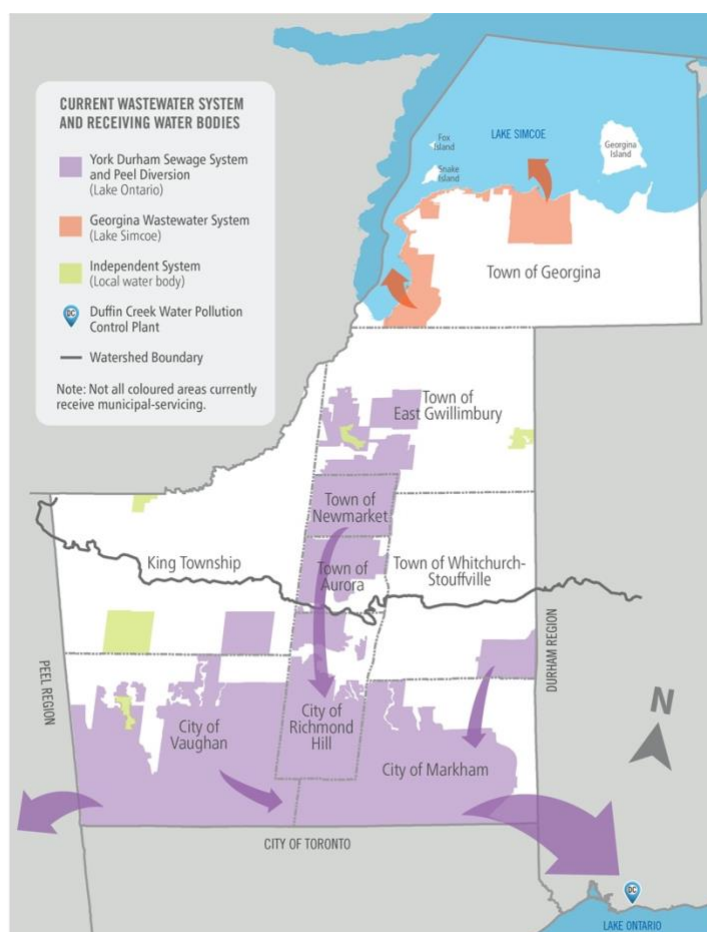 CURRENT WASTEWATER SYSTEM
AND RECEIVING WATER BODIES
York Durham Sewage System
and Peel Diversion
(Lake Ontario)
Georgina Wastewater System
(Lake Simcoe)
Independent System
(Local water body)
DC
Duffin Creek Water Pollution
Control Plant
Watershed Boundary
Note: Not all coloured areas currently
receive municipal-servicing.
LAKE SIMCOE
Fox
Island
Snake
Island
Georgina
Island
Town of Georgina
Town of
East Gwillimbury
Town of
Newmarket
King Township
Town of
Aurora
Town of Whitchurch-
Stouffville
PEEL REGION
DURHAM REGION
City of
Vaughan
City of
Richmond
Hill
City of Markham
N
CITY OF TORONTO
DC
LAKE ONTARIO